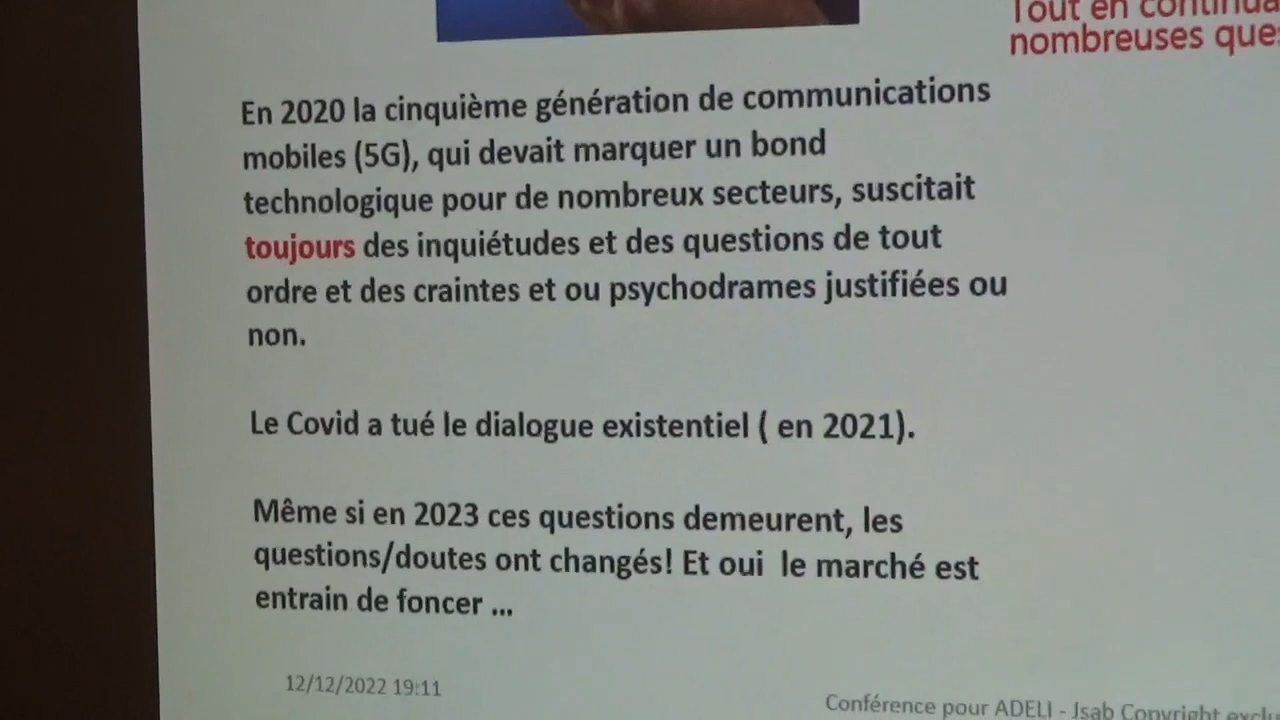 Tout en
nombreuses
En 2020 la cinquième génération de communications
mobiles (5G), qui devait marquer un bond
technologique pour de nombreux secteurs, suscitait
toujours des inquiétudes et des questions de tout
ordre et des craintes et ou psychodrames justifiées ou
non.
Le Covid a tué le dialogue existentiel ( en 2021).
Même si en 2023 ces questions demeurent, les
questions/doutes ont changés! Et oui le marché est
entrain de foncer ...
12/12/2022 19:11
Conférence pour ADELI - Jsab Copyright